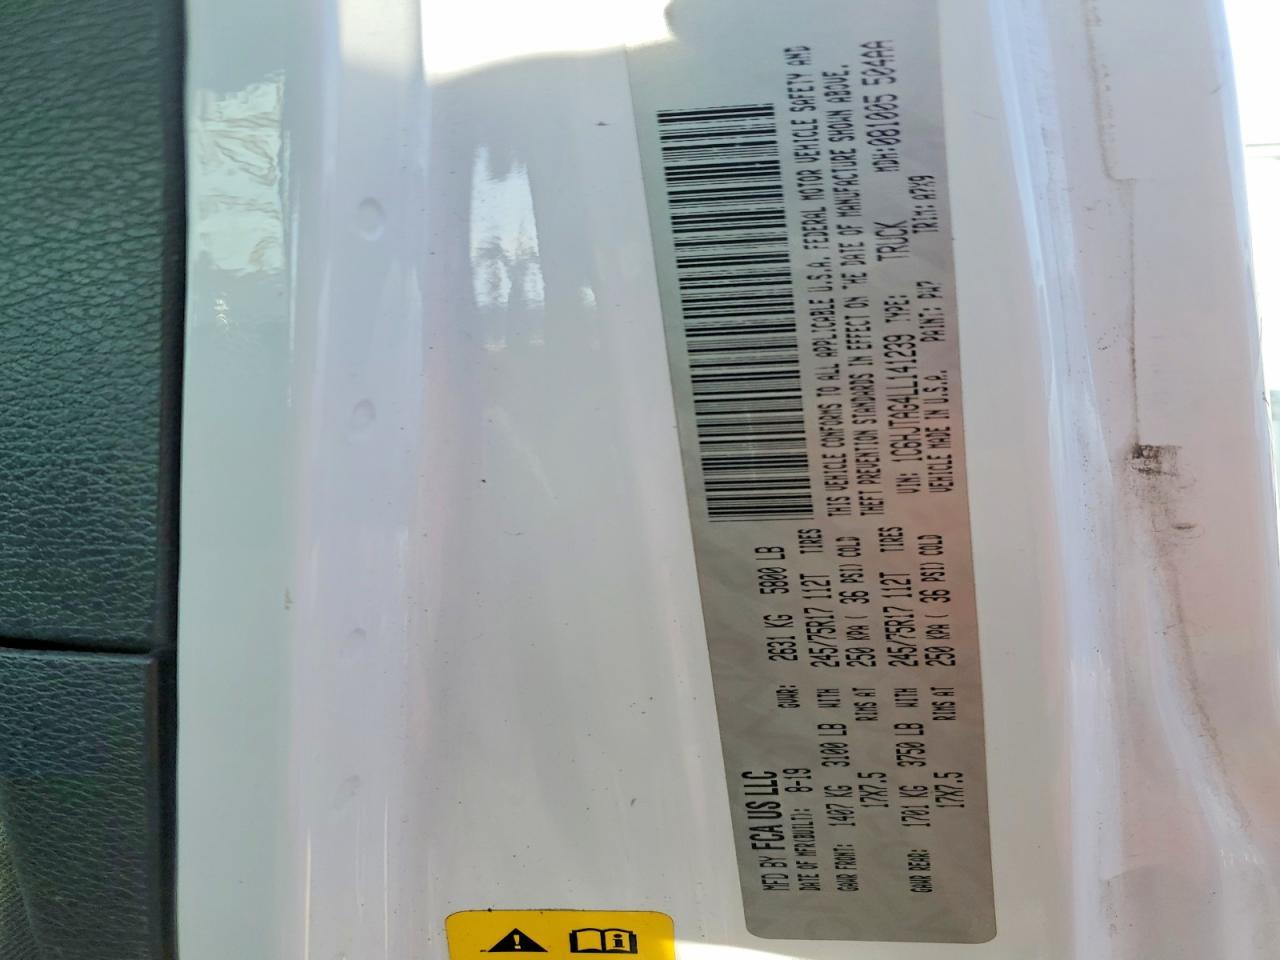 MFD BY FCA US LLC
DATE OF MFR(BUILT): 8-19 GVWR: 2631 KG 5800 LB
GAWR FRONT: 1407 KG 3100 LB WITH 245/75R17 112T TIRES
17X7.5 RIMS AT 250 KPA ( 36 PSI) COLD
GAWR REAR: 1701 KG 3750 LB WITH 245/75R17 112T TIRES
17X7.5 RIMS AT 250 KPA ( 36 PSI) COLD
THIS VEHICLE CONFORMS TO ALL APPLICABLE U.S.A. FEDERAL MOTOR VEHICLE SAFETY AND
THEFT PREVENTION STANDARDS IN EFFECT ON THE DATE OF MANUFACTURE SHOWN ABOVE.
VIN: 1C6HJTAG4LL141239 TYPE: TRUCK MDH:081005 504AA
VEHICLE MADE IN U.S.A. PAINT: PW7 TRIM: A7X9